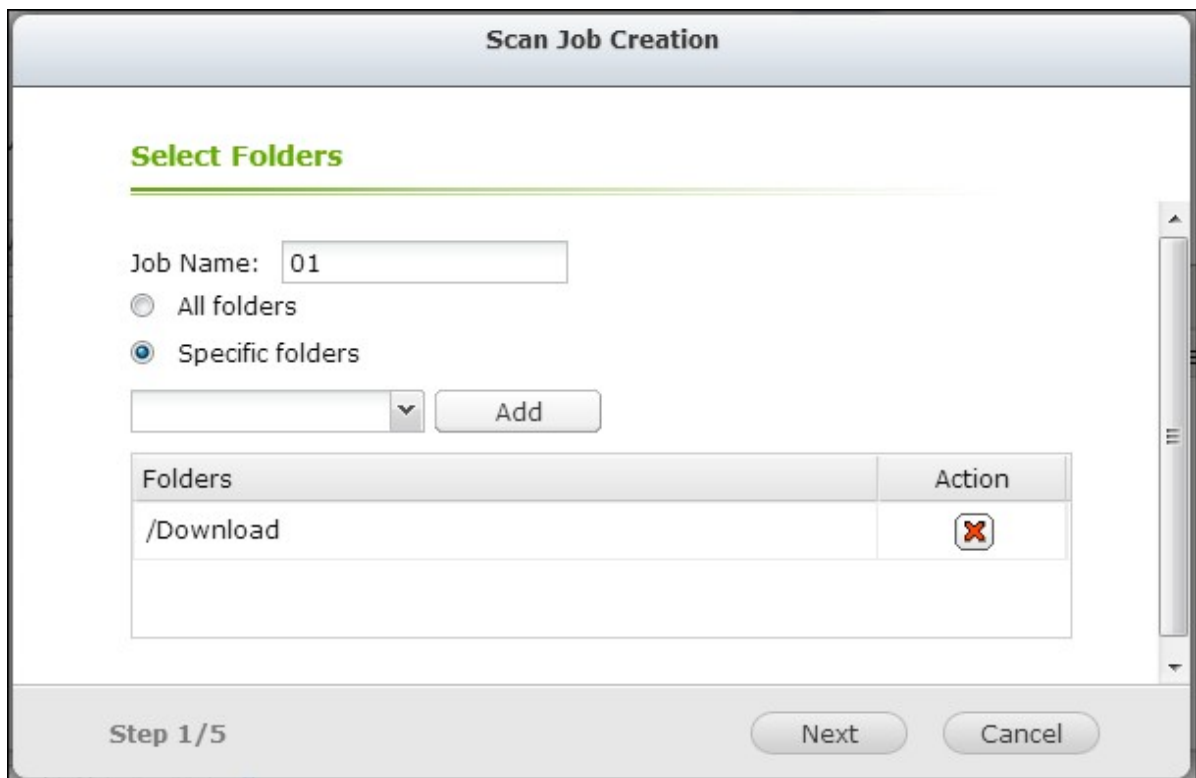 Scan Job Creation
Select Folders
Job Name: 01
All folders
Specific folders
Add
Folders Action
/Download
Step 1/5 Next Cancel